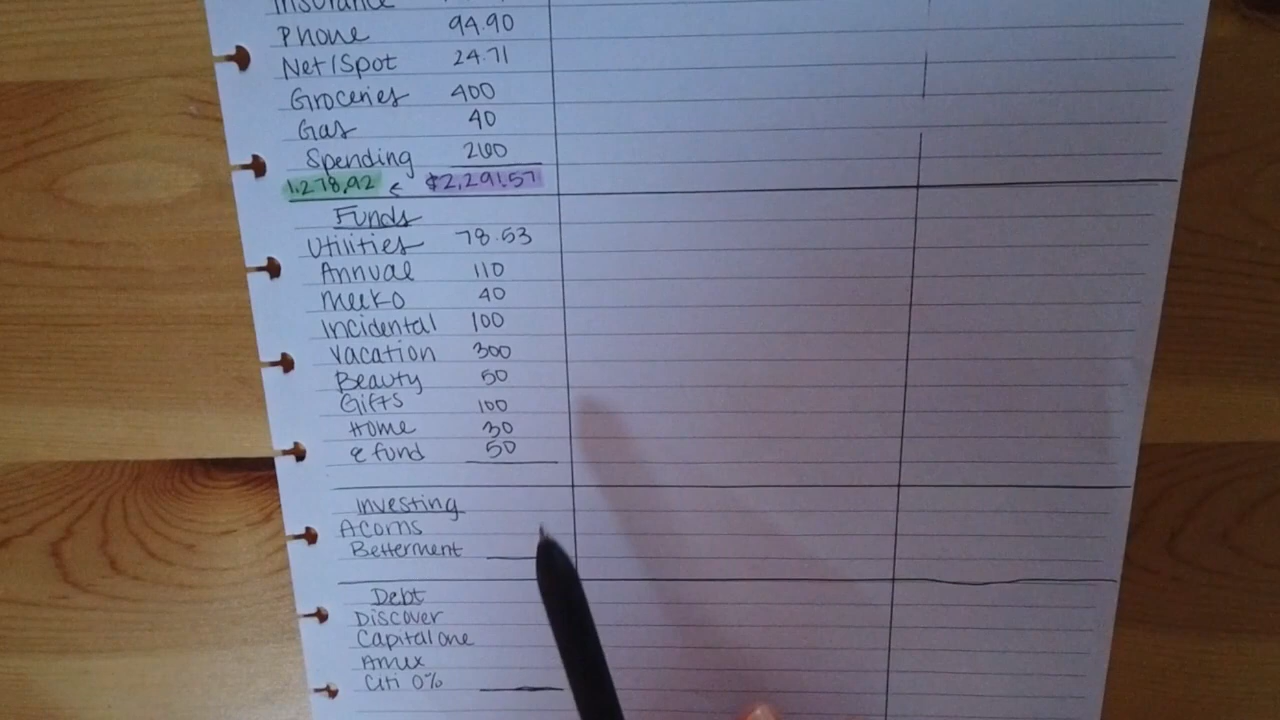 Insurance
Phone 94.90
Net/Spot 24.71
Groceries 400
Gas 40
Spending 200
1,278.92 < $2,291.57
Funds
Utilities 78.53
Annual 110
Meeko 40
Incidental 100
Vacation 300
Beauty 50
Gifts 100
Home 30
e fund 50
Investing
Acorns
Betterment
Debt
Discover
Capital one
Amex
Citi 0%